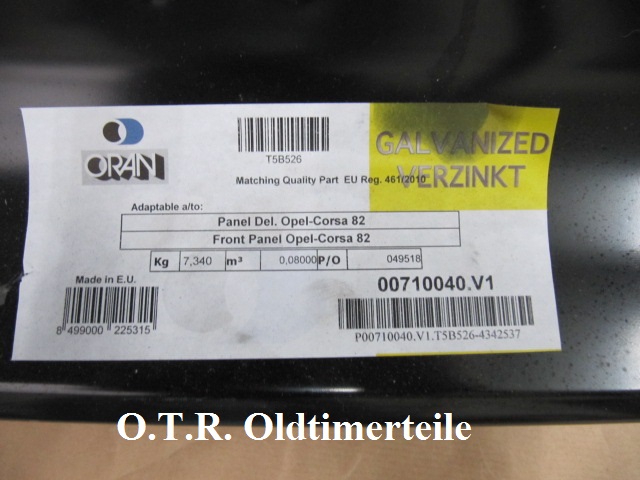 ORAN
T5B526
Matching Quality Part EU Reg. 461/2010
GALVANIZED
VERZINKT
Adaptable a/to:
Panel Del. Opel-Corsa 82
Front Panel Opel-Corsa 82
Kg 7,340 m³ 0,08000 P/O 049518
Made in E.U.
00710040.V1
8 499000 225315
P00710040.V1.T5B526-4342537
O.T.R. Oldtimerteile